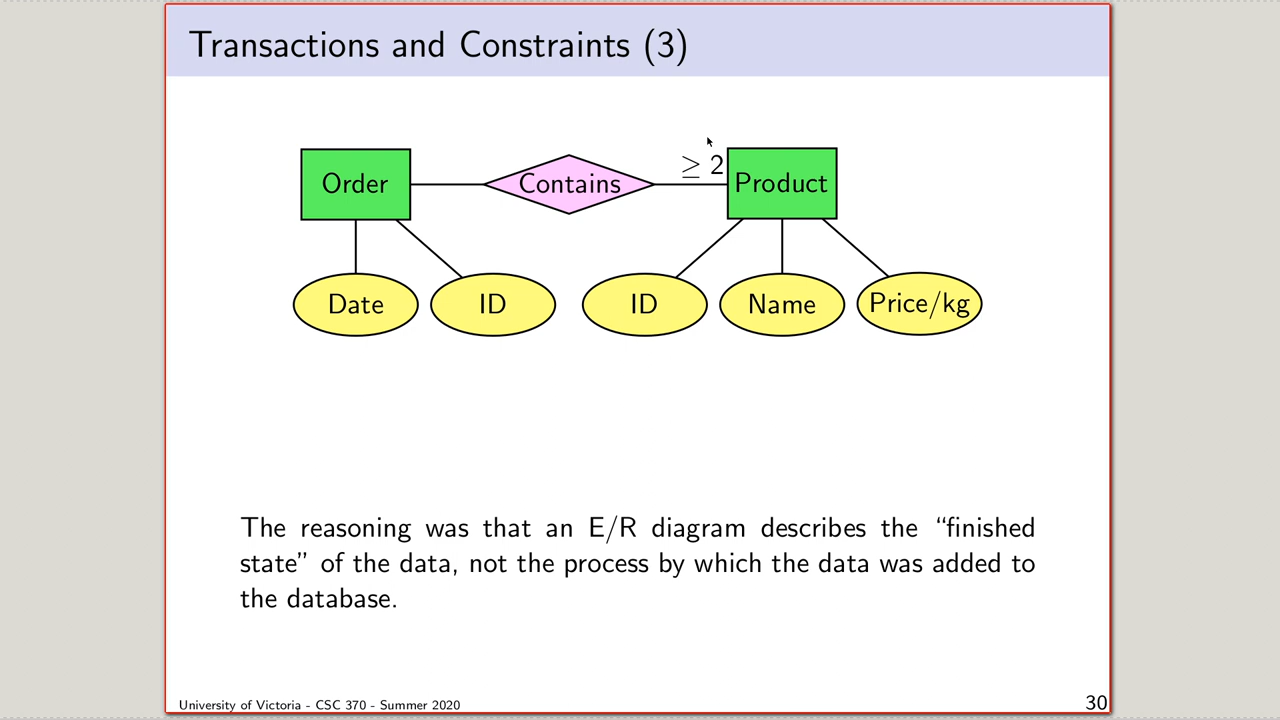 Transactions and Constraints (3)
Order
Contains
≥ 2
Product
Date
ID
ID
Name
Price/kg
The reasoning was that an E/R diagram describes the “finished
state” of the data, not the process by which the data was added to
the database.
University of Victoria - CSC 370 - Summer 2020
30